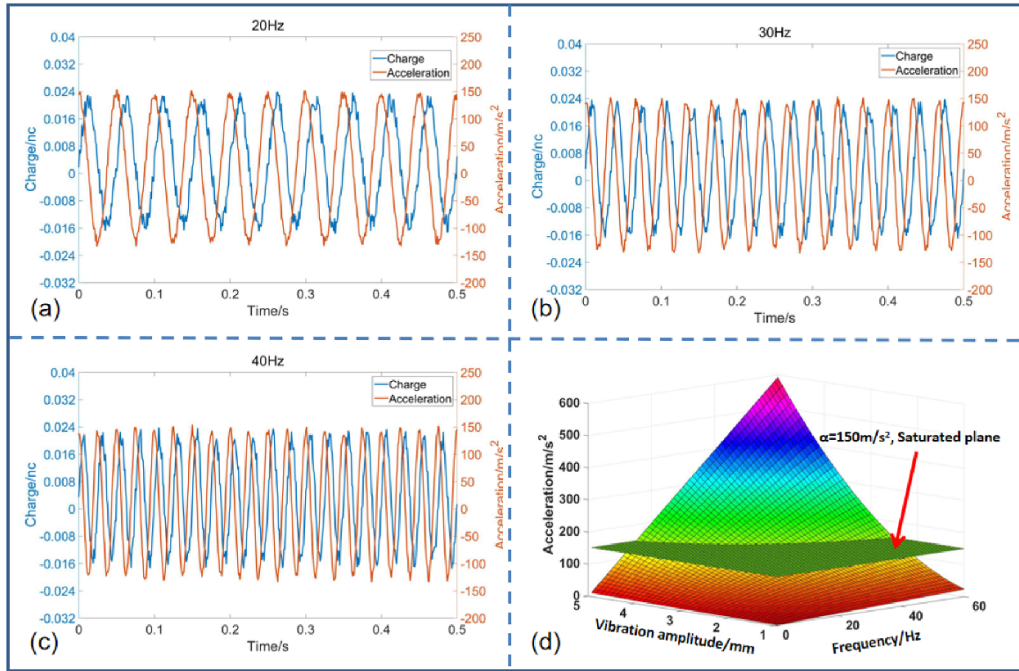 20Hz
0.04
0.032
0.024
0.016
0.008
0
-0.008
-0.016
-0.024
-0.032
Charge/nc
250
200
150
100
50
0
-50
-100
-150
-200
Acceleration/m/s²
Charge
Acceleration
0 0.1 0.2 0.3 0.4 0.5
Time/s
(a)
30Hz
0.04
0.032
0.024
0.016
0.008
0
-0.008
-0.016
-0.024
-0.032
Charge/nc
250
200
150
100
50
0
-50
-100
-150
-200
Acceleration/m/s²
Charge
Acceleration
0 0.1 0.2 0.3 0.4 0.5
Time/s
(b)
40Hz
0.04
0.032
0.024
0.016
0.008
0
-0.008
-0.016
-0.024
-0.032
Charge/nc
250
200
150
100
50
0
-50
-100
-150
-200
Acceleration/m/s²
Charge
Acceleration
0 0.1 0.2 0.3 0.4 0.5
Time/s
(c)
600
500
400
300
200
100
0
Acceleration/m/s²
α=150m/s², Saturated plane
5 4 3 2 1
Vibration amplitude/mm
0 20 40 60
Frequency/Hz
(d)